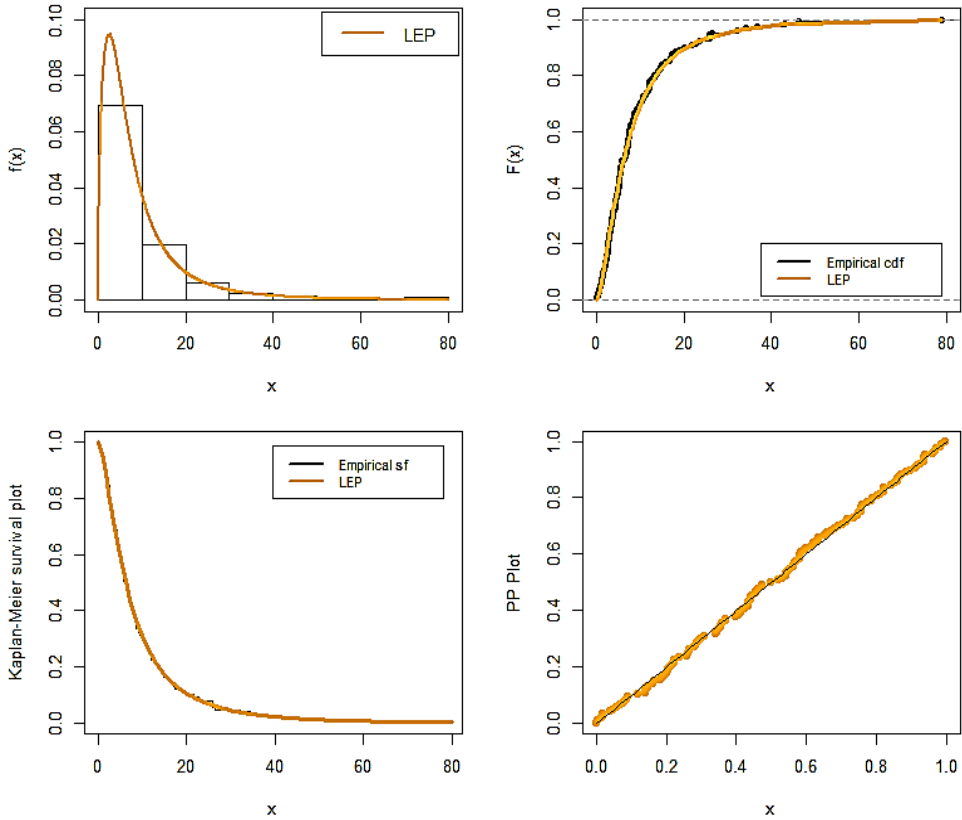 LEP
f(x)
0.00 0.02 0.04 0.06 0.08 0.10
0 20 40 60 80
x
Empirical cdf
LEP
F(x)
0.0 0.2 0.4 0.6 0.8 1.0
0 20 40 60 80
x
Empirical sf
LEP
Kaplan-Meier survival plot
0.0 0.2 0.4 0.6 0.8 1.0
0 20 40 60 80
x
PP Plot
0.0 0.2 0.4 0.6 0.8 1.0
0.0 0.2 0.4 0.6 0.8 1.0
x